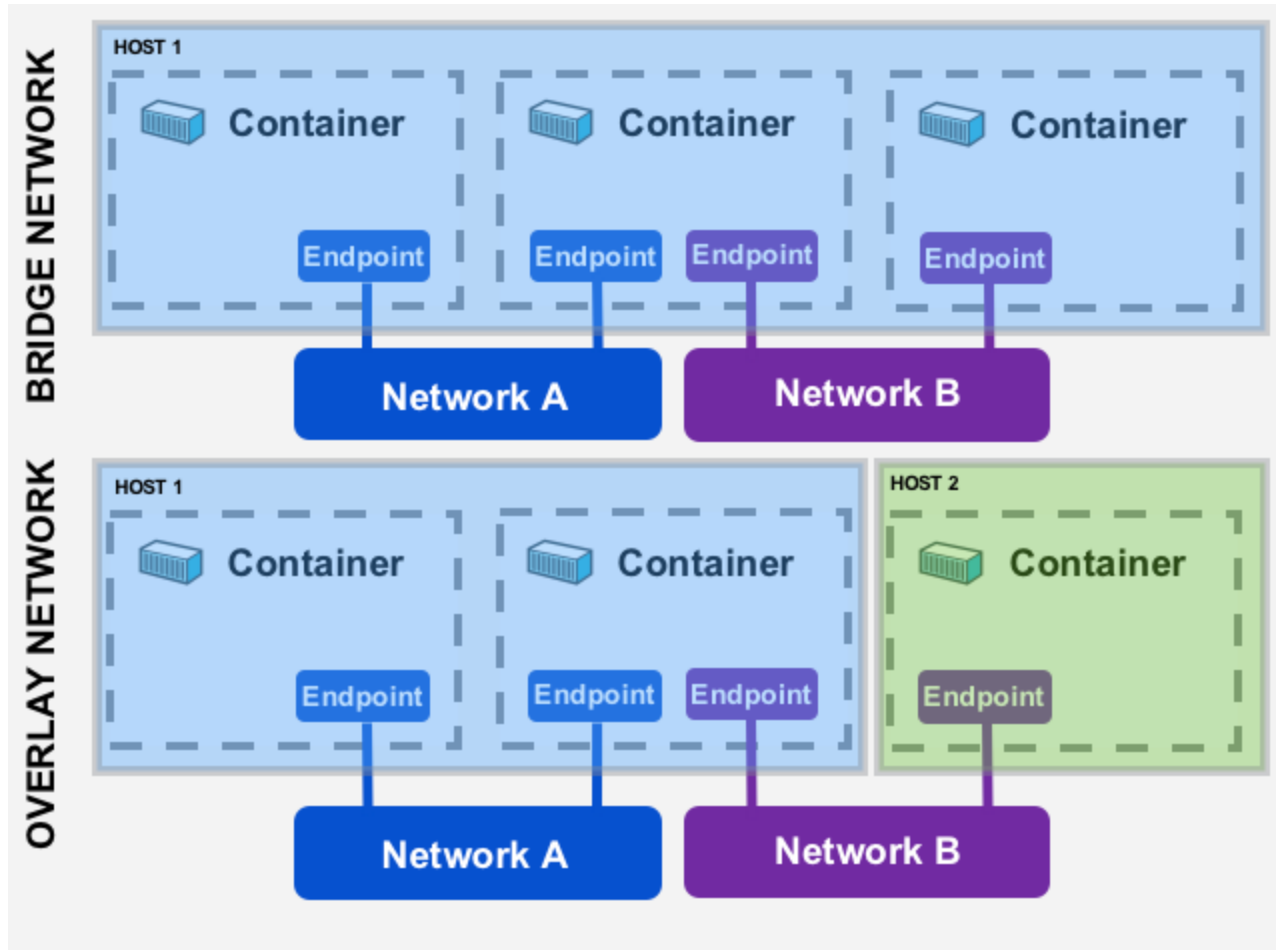 BRIDGE NETWORK
HOST 1
Container
Container
Container
Endpoint
Endpoint
Endpoint
Endpoint
Network A
Network B
OVERLAY NETWORK
HOST 1
HOST 2
Container
Container
Container
Endpoint
Endpoint
Endpoint
Endpoint
Network A
Network B